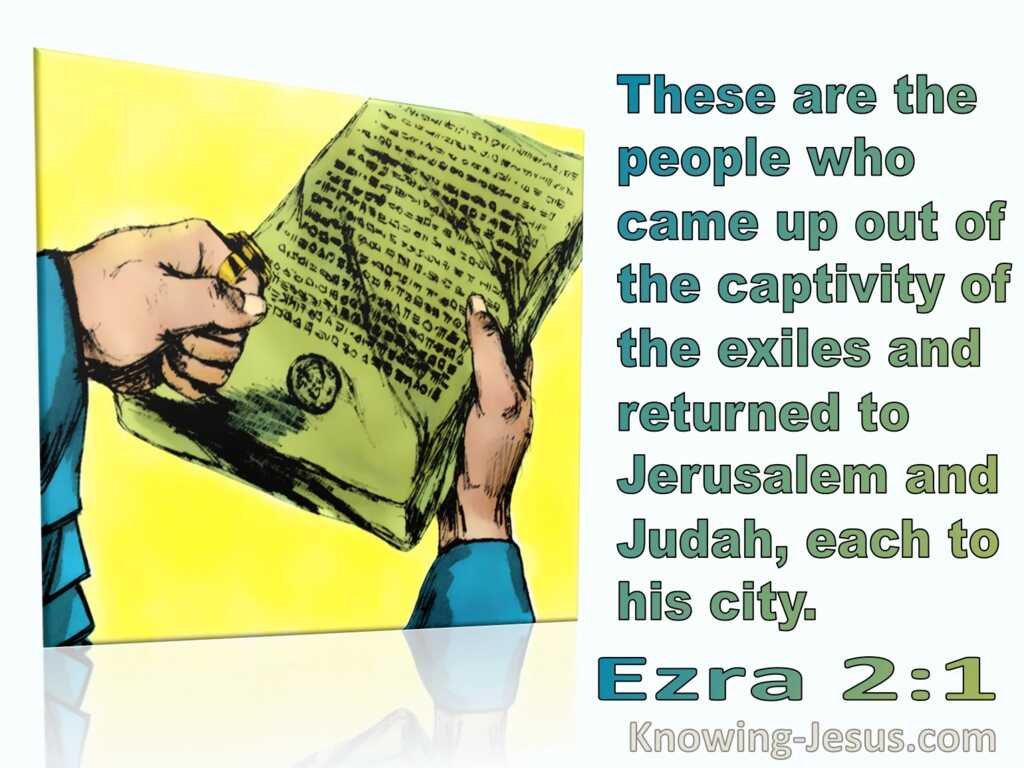 These are the
people who
came up out of
the captivity of
the exiles and
returned to
Jerusalem and
Judah, each to
his city.
Ezra 2:1
Knowing-Jesus.com